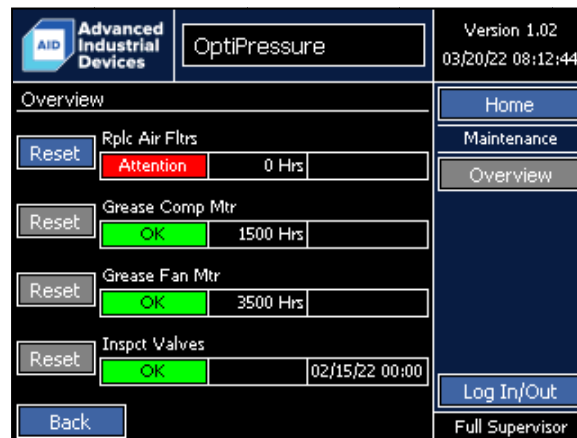 AID
Advanced
Industrial
Devices
OptiPressure
Version 1.02
03/20/22 08:12:44
Overview
Home
Maintenance
Overview
Rplc Air Fltrs
Reset
Attention 0 Hrs
Grease Comp Mtr
Reset
OK 1500 Hrs
Grease Fan Mtr
Reset
OK 3500 Hrs
Inspct Valves
Reset
OK 02/15/22 00:00
Log In/Out
Back
Full Supervisor